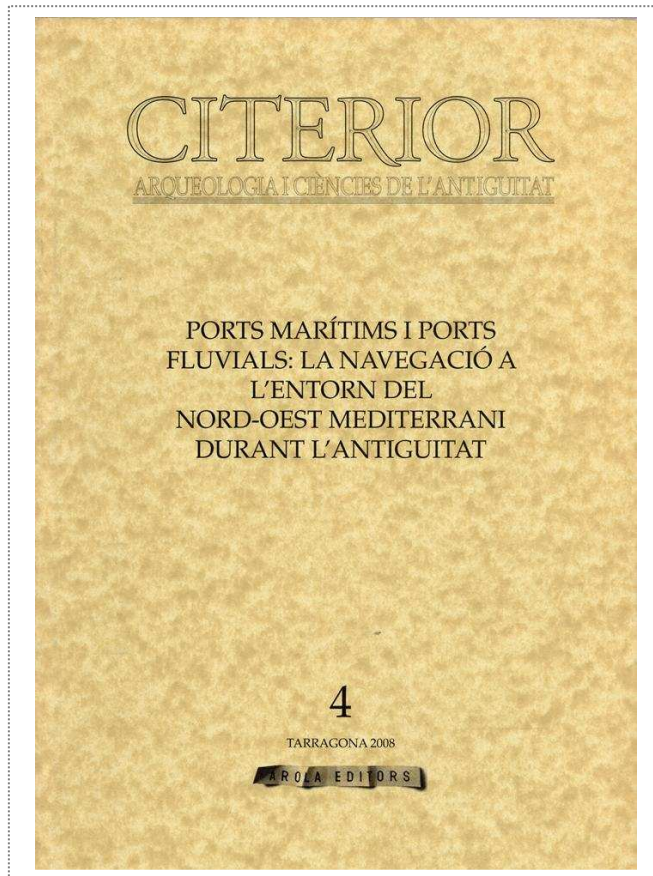 CITERIOR
ARQUEOLOGIA I CIÈNCIES DE L'ANTIGUITAT
PORTS MARÍTIMS I PORTS
FLUVIALS: LA NAVEGACIÓ A
L'ENTORN DEL
NORD-OEST MEDITERRANI
DURANT L'ANTIGUITAT
4
TARRAGONA 2008
AROLA EDITORS